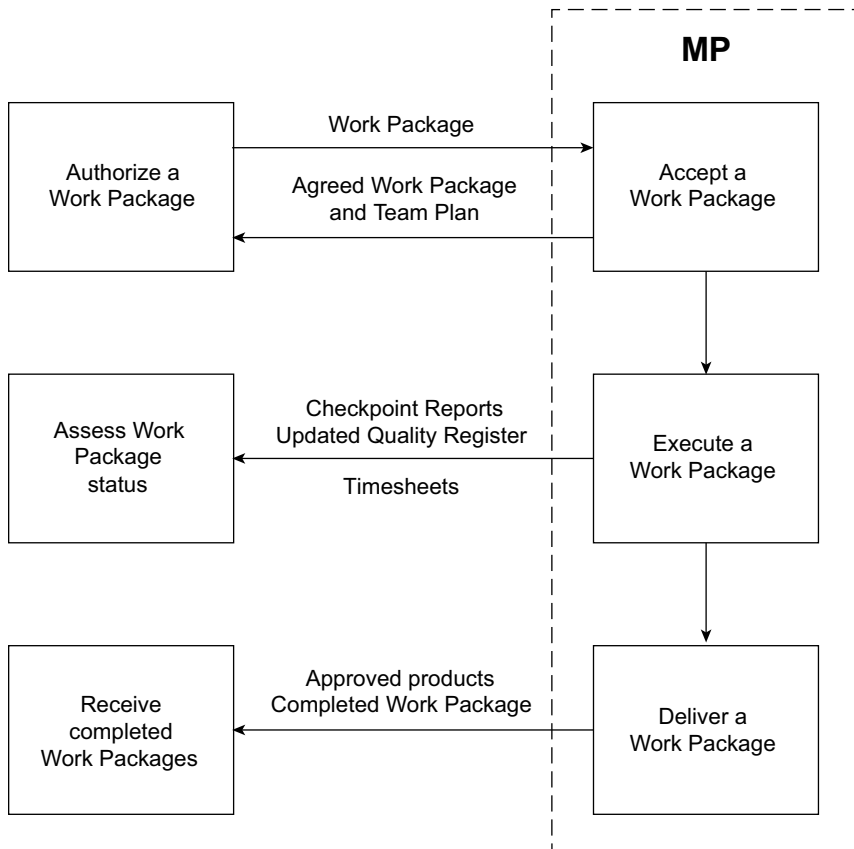 MP
Work Package
Authorize a
Work Package
Accept a
Work Package
Agreed Work Package
and Team Plan
Assess Work
Package
status
Checkpoint Reports
Updated Quality Register
Timesheets
Execute a
Work Package
Receive
completed
Work Packages
Approved products
Completed Work Package
Deliver a
Work Package